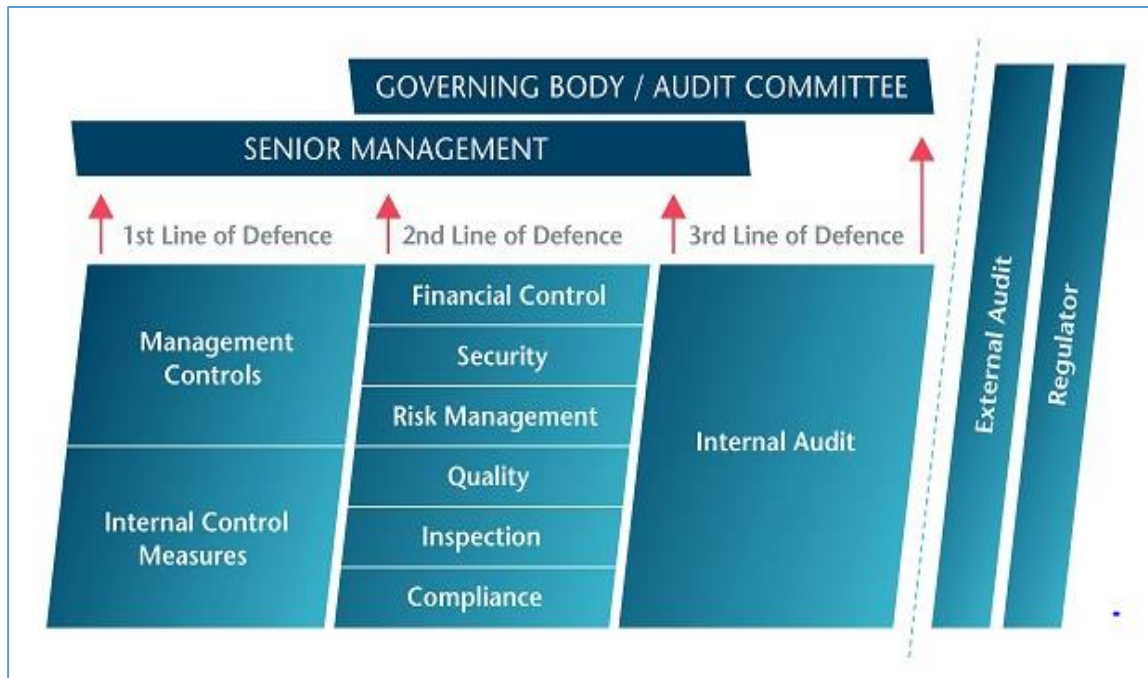 GOVERNING BODY / AUDIT COMMITTEE
SENIOR MANAGEMENT
1st Line of Defence
2nd Line of Defence
3rd Line of Defence
Management
Controls
Internal Control
Measures
Financial Control
Security
Risk Management
Quality
Inspection
Compliance
Internal Audit
External Audit
Regulator